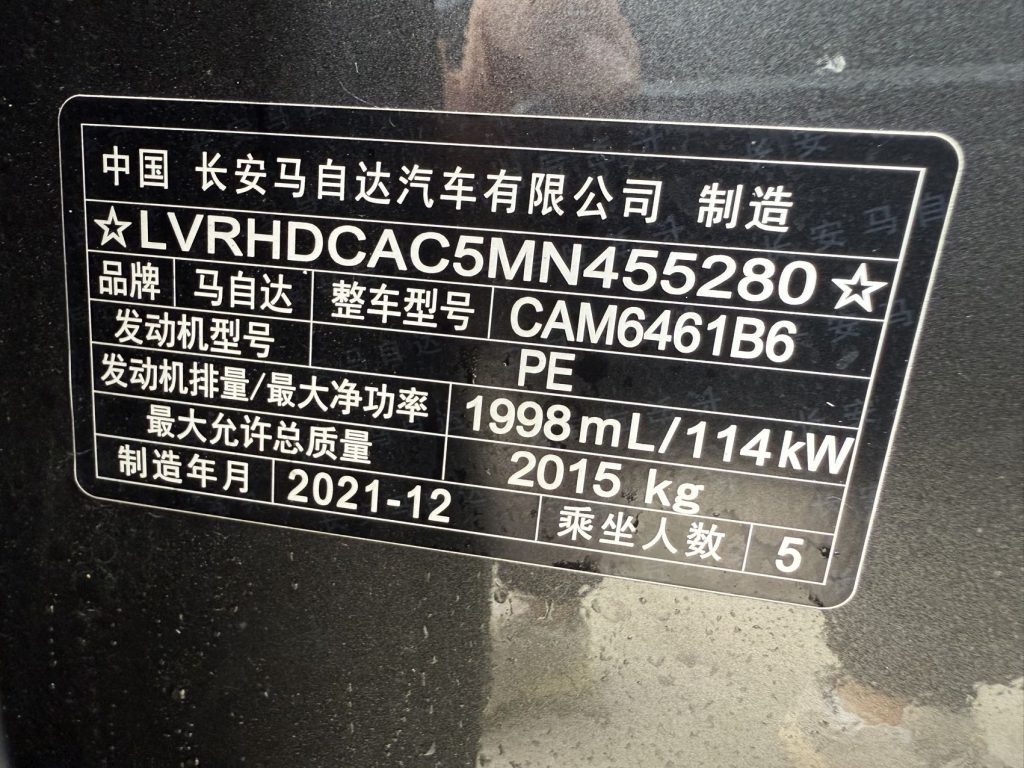 中国 长安马自达汽车有限公司 制造
☆LVRHDCAC5MN455280☆
品牌 马自达 整车型号 CAM6461B6
发动机型号 PE
发动机排量/最大净功率 1998mL/114kW
最大允许总质量 2015 kg
制造年月 2021-12 乘坐人数 5